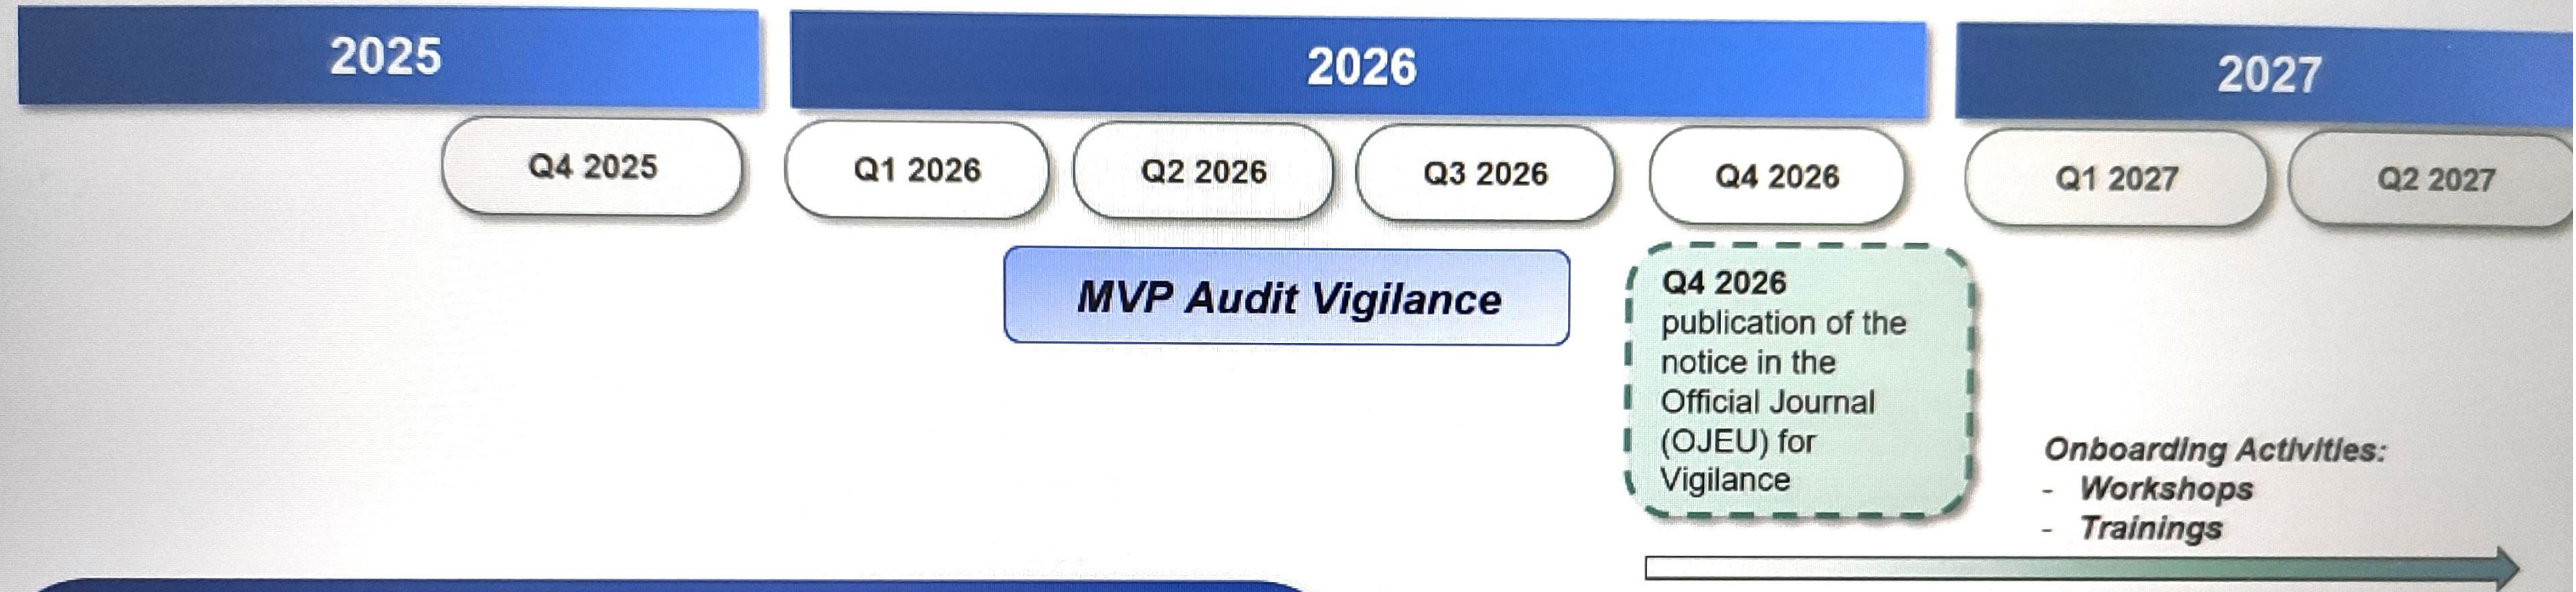 2025
2026
2027
Q4 2025
Q1 2026
Q2 2026
Q3 2026
Q4 2026
Q1 2027
Q2 2027
MVP Audit Vigilance
Q4 2026
publication of the
notice in the
Official Journal
(OJEU) for
Vigilance
Onboarding Activities:
- Workshops
- Trainings